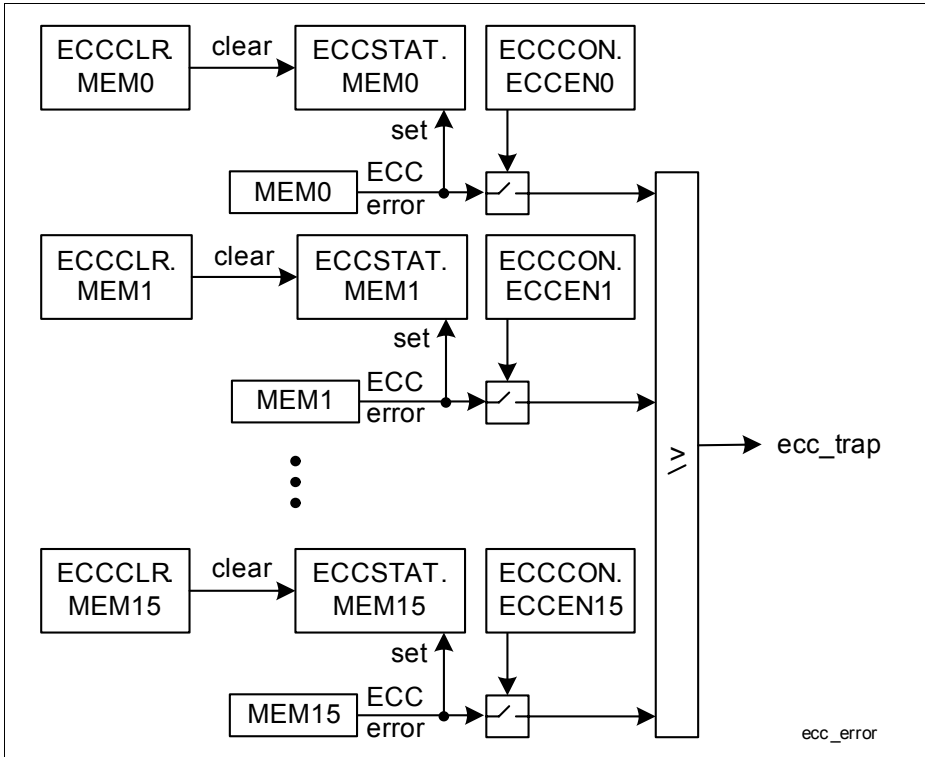 ECCCLR.
MEM0
clear
ECCSTAT.
MEM0
ECCCON.
ECCEN0
set
MEM0
ECC
error
ECCCLR.
MEM1
clear
ECCSTAT.
MEM1
ECCCON.
ECCEN1
set
MEM1
ECC
error
≥
ecc_trap
ECCCLR.
MEM15
clear
ECCSTAT.
MEM15
ECCCON.
ECCEN15
set
MEM15
ECC
error
ecc_error